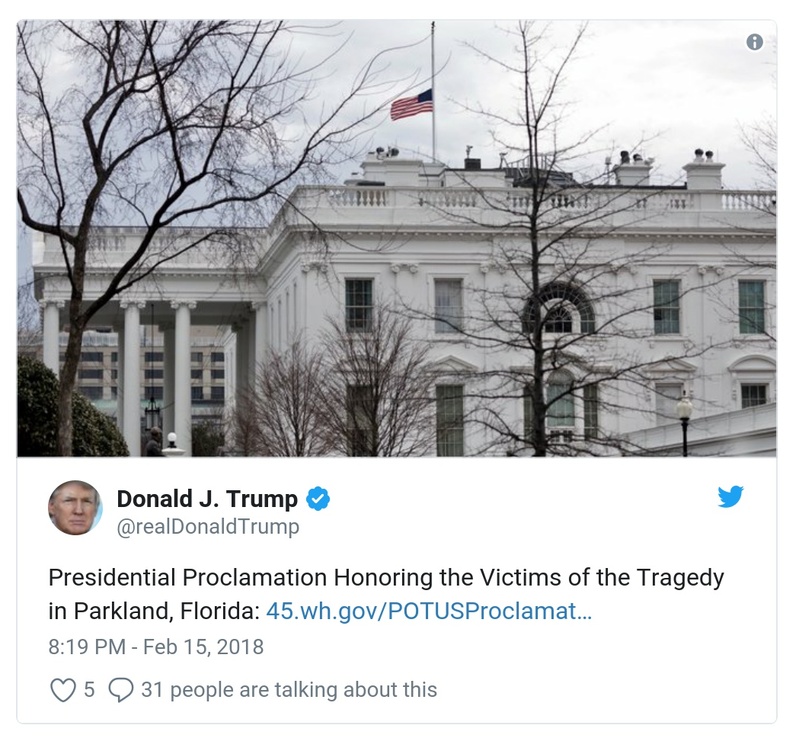 Donald J. Trump
@realDonaldTrump
Presidential Proclamation Honoring the Victims of the Tragedy
in Parkland, Florida: 45.wh.gov/POTUSProclamat…
8:19 PM - Feb 15, 2018
5 31 people are talking about this